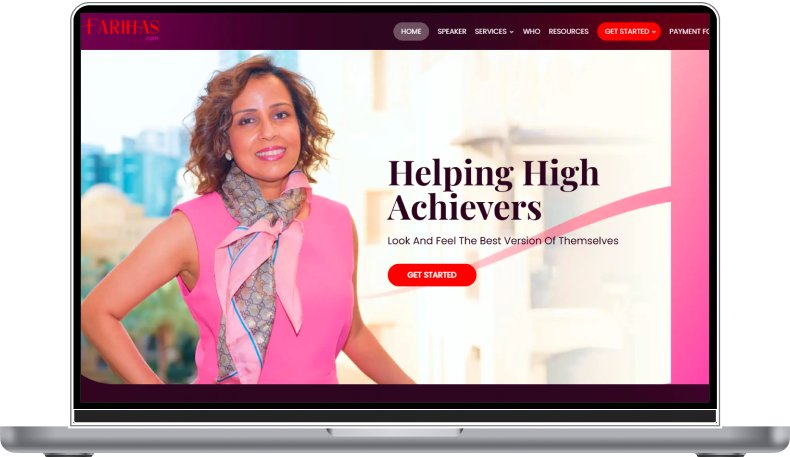 FARIHAS
.com
HOME SPEAKER SERVICES WHO RESOURCES GET STARTED PAYMENT FO
Helping High
Achievers
Look And Feel The Best Version Of Themselves
GET STARTED